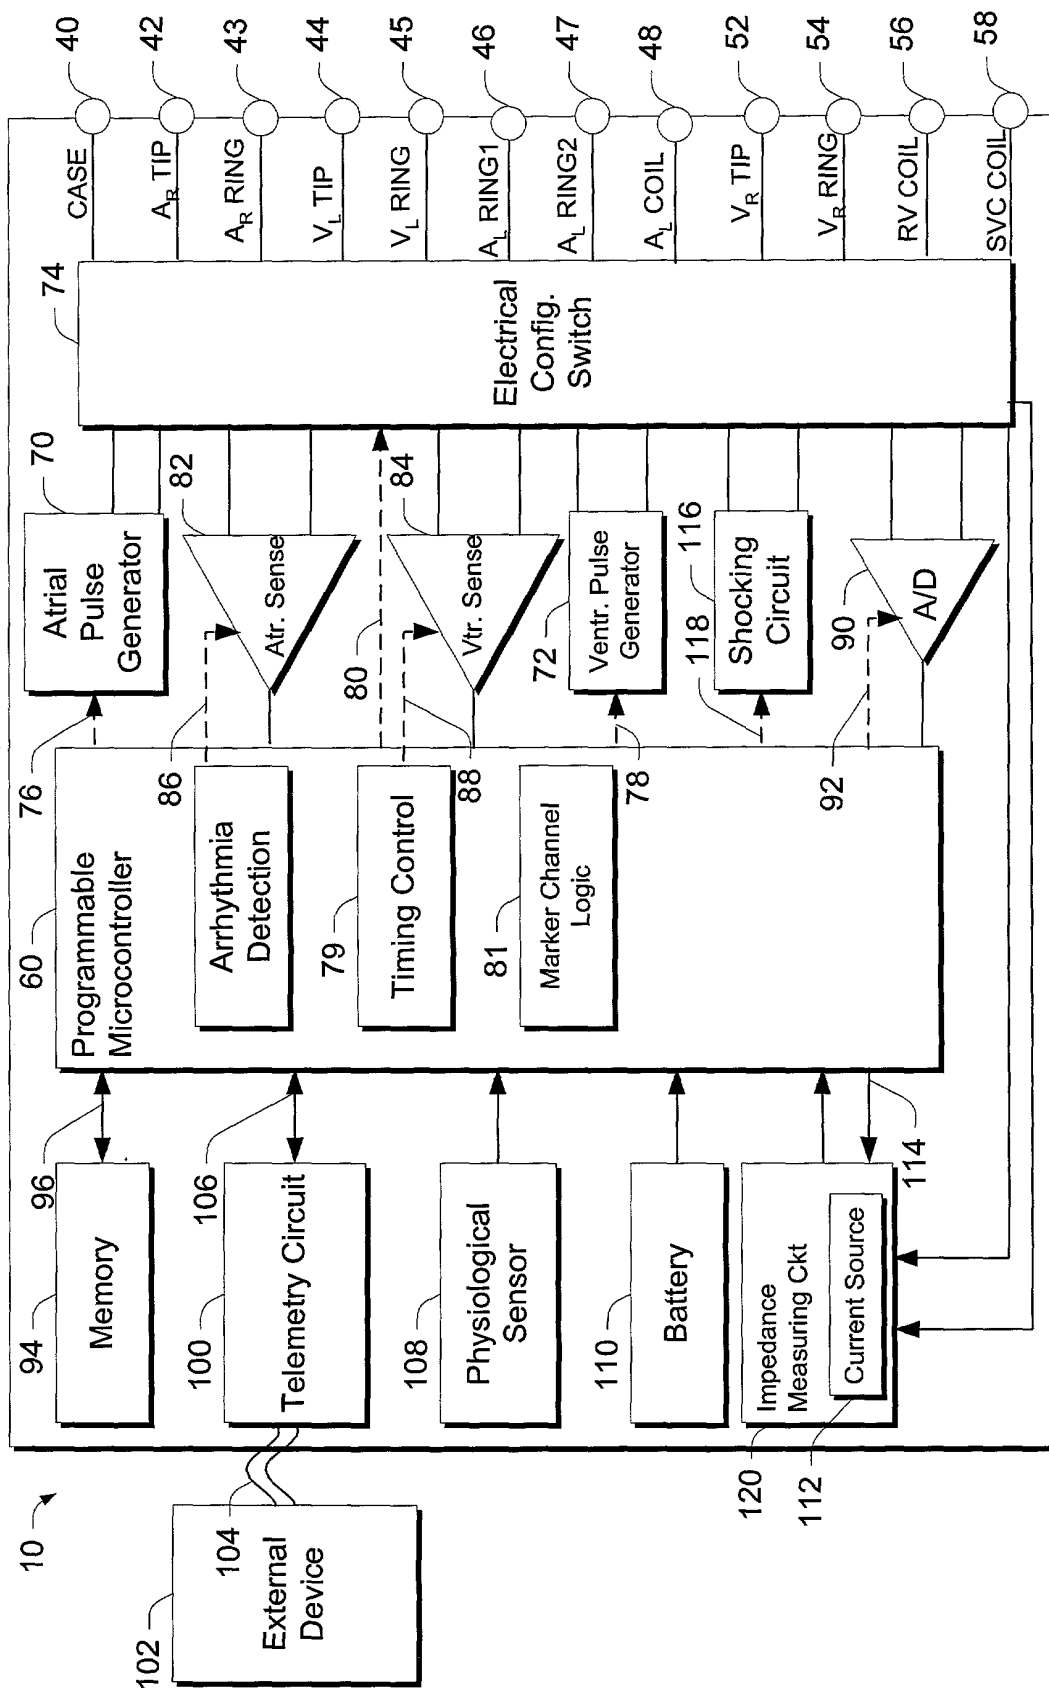 10
102
External
Device
104
94
Memory
96
100
Telemetry Circuit
106
108
Physiological
Sensor
110
Battery
120
Impedance
Measuring Ckt
112
Current Source
114
60
Programmable
Microcontroller
Arrhythmia
Detection
79
Timing Control
81
Marker Channel
Logic
76
86
80
88
78
118
92
70
Atrial
Pulse
Generator
82
Atr. Sense
84
Vtr. Sense
72
Ventr. Pulse
Generator
116
Shocking
Circuit
90
A/D
74
Electrical
Config.
Switch
CASE 40
A_R TIP 42
A_R RING 43
V_L TIP 44
V_L RING 45
A_L RING1 46
A_L RING2 47
A_L COIL 48
V_R TIP 52
V_R RING 54
RV COIL 56
SVC COIL 58